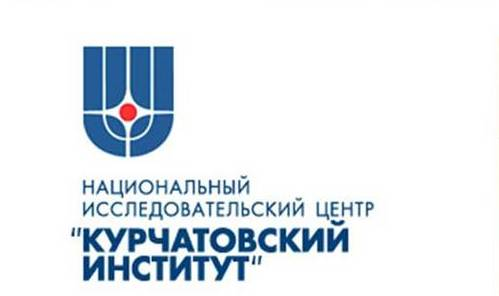 НАЦИОНАЛЬНЫЙ
ИССЛЕДОВАТЕЛЬСКИЙ ЦЕНТР
"КУРЧАТОВСКИЙ
ИНСТИТУТ"